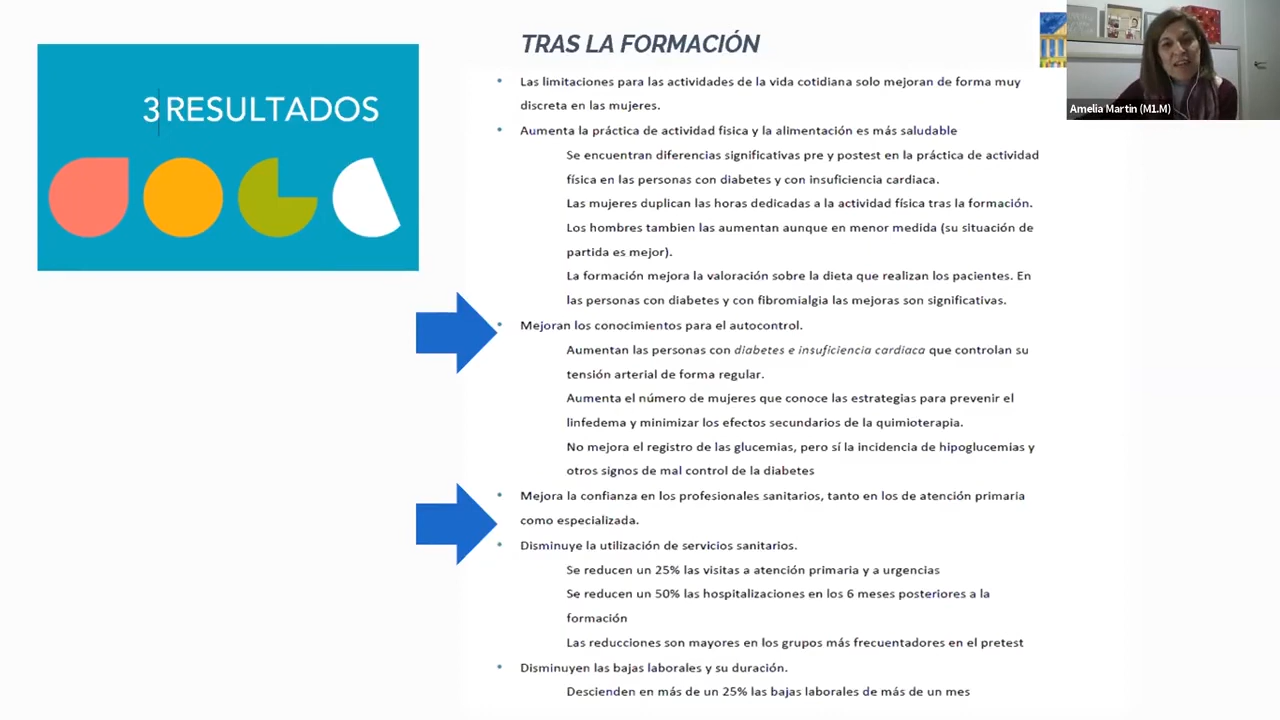 3 RESULTADOS
TRAS LA FORMACIÓN
• Las limitaciones para las actividades de la vida cotidiana solo mejoran de forma muy
discreta en las mujeres.
• Aumenta la práctica de actividad fisica y la alimentación es más saludable
Se encuentran diferencias significativas pre y postest en la práctica de actividad
física en las personas con diabetes y con insuficiencia cardiaca.
Las mujeres duplican las horas dedicadas a la actividad física tras la formación.
Los hombres tambien las aumentan aunque en menor medida (su situación de
partida es mejor).
La formación mejora la valoración sobre la dieta que realizan los pacientes. En
las personas con diabetes y con fibromialgia las mejoras son significativas.
• Mejoran los conocimientos para el autocontrol.
Aumentan las personas con diabetes e insuficiencia cardiaca que controlan su
tensión arterial de forma regular.
Aumenta el número de mujeres que conoce las estrategias para prevenir el
linfedema y minimizar los efectos secundarios de la quimioterapia.
No mejora el registro de las glucemias, pero sí la incidencia de hipoglucemias y
otros signos de mal control de la diabetes
• Mejora la confianza en los profesionales sanitarios, tanto en los de atención primaria
como especializada.
• Disminuye la utilización de servicios sanitarios.
Se reducen un 25% las visitas a atención primaria y a urgencias
Se reducen un 50% las hospitalizaciones en los 6 meses posteriores a la
formación
Las reducciones son mayores en los grupos más frecuentadores en el pretest
• Disminuyen las bajas laborales y su duración.
Descienden en más de un 25% las bajas laborales de más de un mes
Amelia Martín (M1.M)